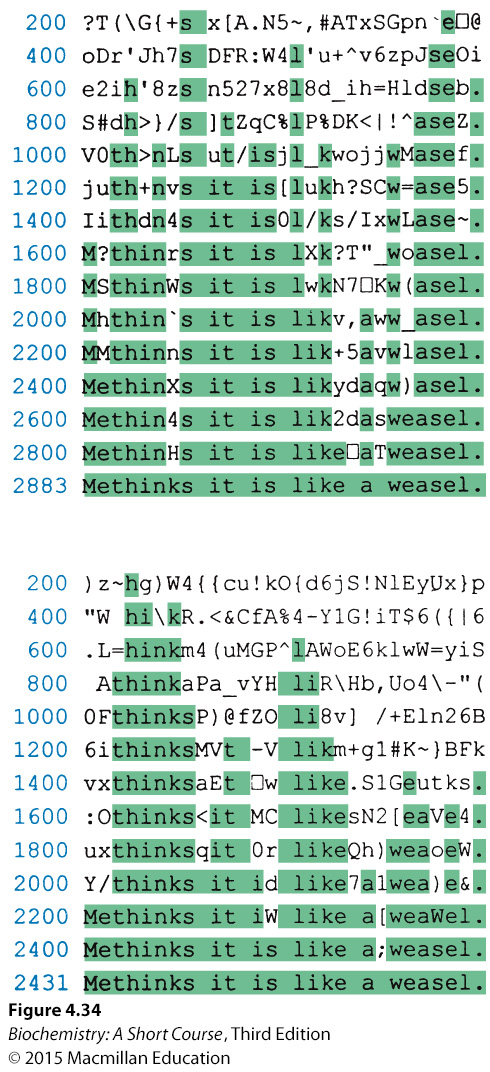 200 ?T(\G{+s x[A.N5~,#ATxSGpn`e□@
400 oDr'Jh7s DFR:W4l'u+^v6zpJseOi
600 e2ih'8zs n527x8l8d_ih=Hldseb.
800 S#dh>}/s ]tZqC%lP%DK<|!^aseZ.
1000 V0th>nLs ut/isjl_kwojjwMasef.
1200 juth+nvs it is[lukh?SCw=ase5.
1400 Iithdn4s it is0l/ks/IxwLase~.
1600 M?thinrs it is lXk?T"_woasel.
1800 MSthinWs it is lwkN7□Kw(asel.
2000 Mhthin`s it is likv,aww_asel.
2200 MMthinns it is lik+5avwlasel.
2400 MethinXs it is likydaqw)asel.
2600 Methin4s it is lik2dasweasel.
2800 MethinHs it is like□aTweasel.
2883 Methinks it is like a weasel.
200 )z~hg)W4{{cu!kO{d6jS!NlEyUx}p
400 "W hi\kR.<&CfA%4-Y1G!iT$6({|6
600 .L=hinkm4(uMGP^lAWoE6klwW=yiS
800 AthinkaPa_vYH liR\Hb,Uo4\-"(
1000 0FthinksP)@fZO li8v] /+Eln26B
1200 6ithinksMVt -V likm+g1#K~}BFk
1400 vxthinksaEt □w like.S1Geutks.
1600 :Othinks<it MC likesN2[eaVe4.
1800 uxthinksqit 0r likeQh)weaoeW.
2000 Y/thinks it id like7alwea)e&.
2200 Methinks it iW like a[weaWel.
2400 Methinks it is like a;weasel.
2431 Methinks it is like a weasel.
Figure 4.34
Biochemistry: A Short Course, Third Edition
© 2015 Macmillan Education